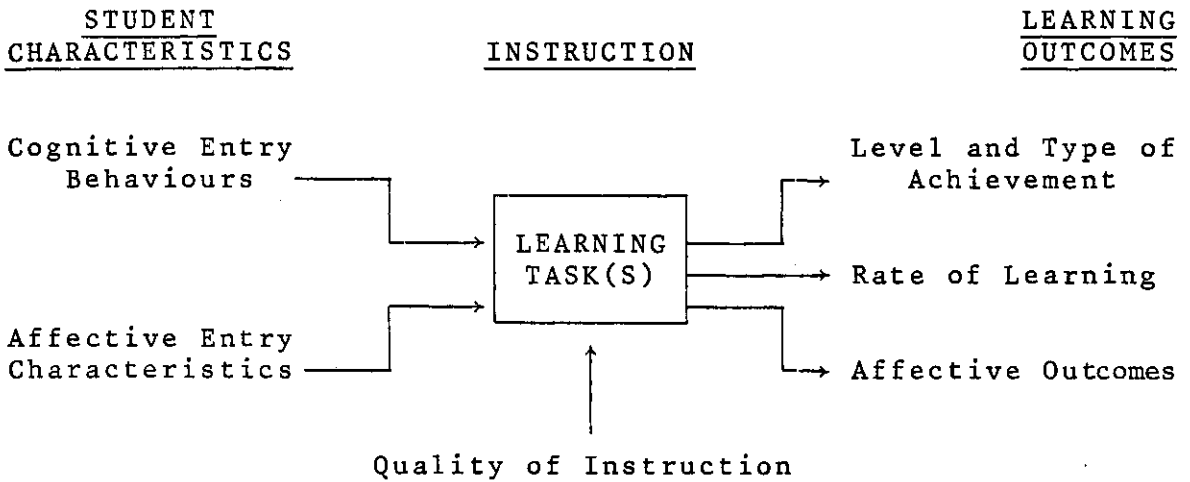 STUDENT
CHARACTERISTICS
INSTRUCTION
LEARNING
OUTCOMES
Cognitive Entry
Behaviours
Level and Type of
Achievement
LEARNING
TASK(S)
Rate of Learning
Affective Entry
Characteristics
Affective Outcomes
Quality of Instruction